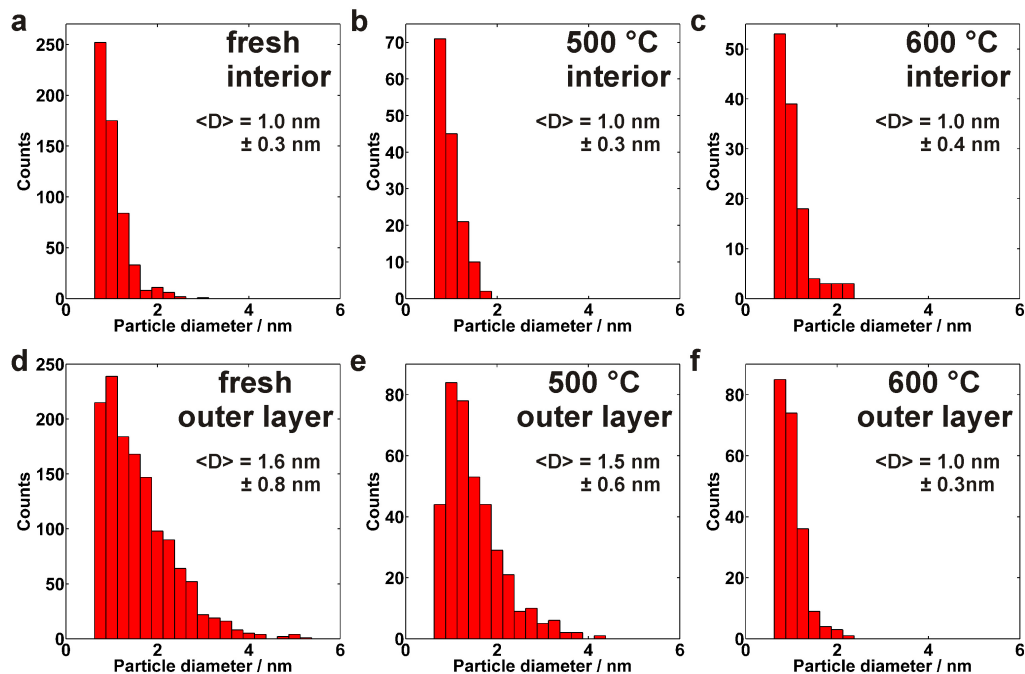 a
fresh
interior
<D> = 1.0 nm
± 0.3 nm
250
200
150
100
50
0
Counts
0 2 4 6
Particle diameter / nm
b
500 °C
interior
<D> = 1.0 nm
± 0.3 nm
70
60
50
40
30
20
10
0
Counts
0 2 4 6
Particle diameter / nm
c
600 °C
interior
<D> = 1.0 nm
± 0.4 nm
50
40
30
20
10
0
Counts
0 2 4 6
Particle diameter / nm
d
fresh
outer layer
<D> = 1.6 nm
± 0.8 nm
250
200
150
100
50
0
Counts
0 2 4 6
Particle diameter / nm
e
500 °C
outer layer
<D> = 1.5 nm
± 0.6 nm
80
60
40
20
0
Counts
0 2 4 6
Particle diameter / nm
f
600 °C
outer layer
<D> = 1.0 nm
± 0.3nm
80
60
40
20
0
Counts
0 2 4 6
Particle diameter / nm